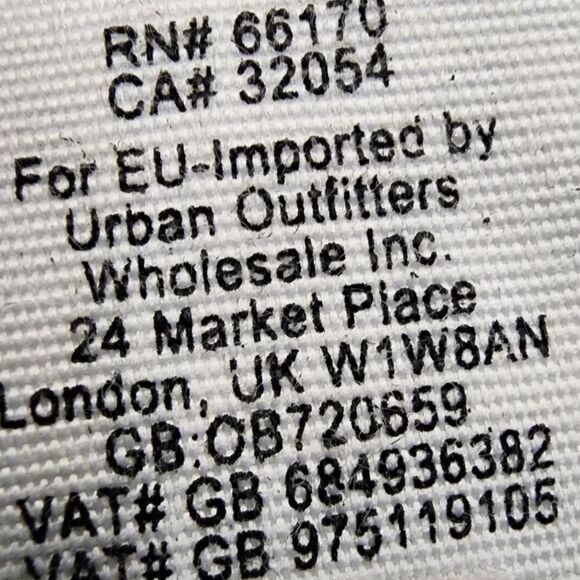 RN# 66170
CA# 32054
For EU-Imported by
Urban Outfitters
Wholesale Inc.
24 Market Place
London, UK W1W8AN
GB:OB720659
VAT# GB 684936382
VAT# GB 975119105